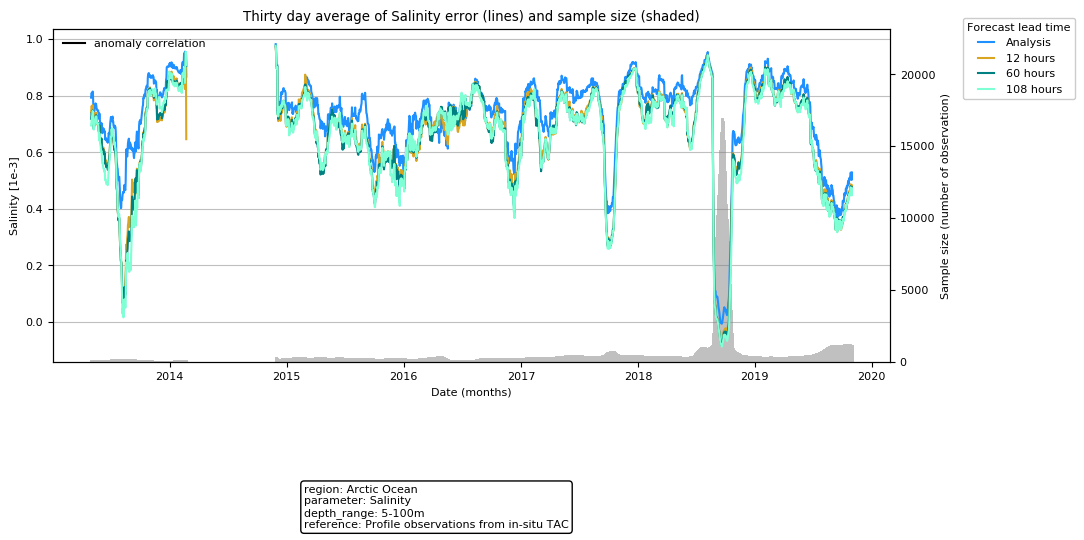 Thirty day average of Salinity error (lines) and sample size (shaded)
Forecast lead time
Analysis
12 hours
60 hours
108 hours
anomaly correlation
1.0
0.8
0.6
0.4
0.2
0.0
Salinity [1e-3]
20000
15000
10000
5000
0
Sample size (number of observation)
2014
2015
2016
2017
2018
2019
2020
Date (months)
region: Arctic Ocean
parameter: Salinity
depth_range: 5-100m
reference: Profile observations from in-situ TAC